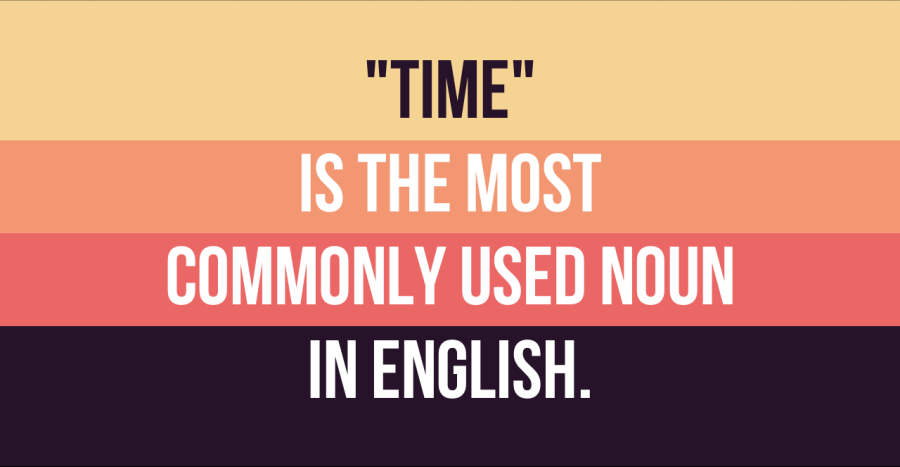 "TIME"
IS THE MOST
COMMONLY USED NOUN
IN ENGLISH.